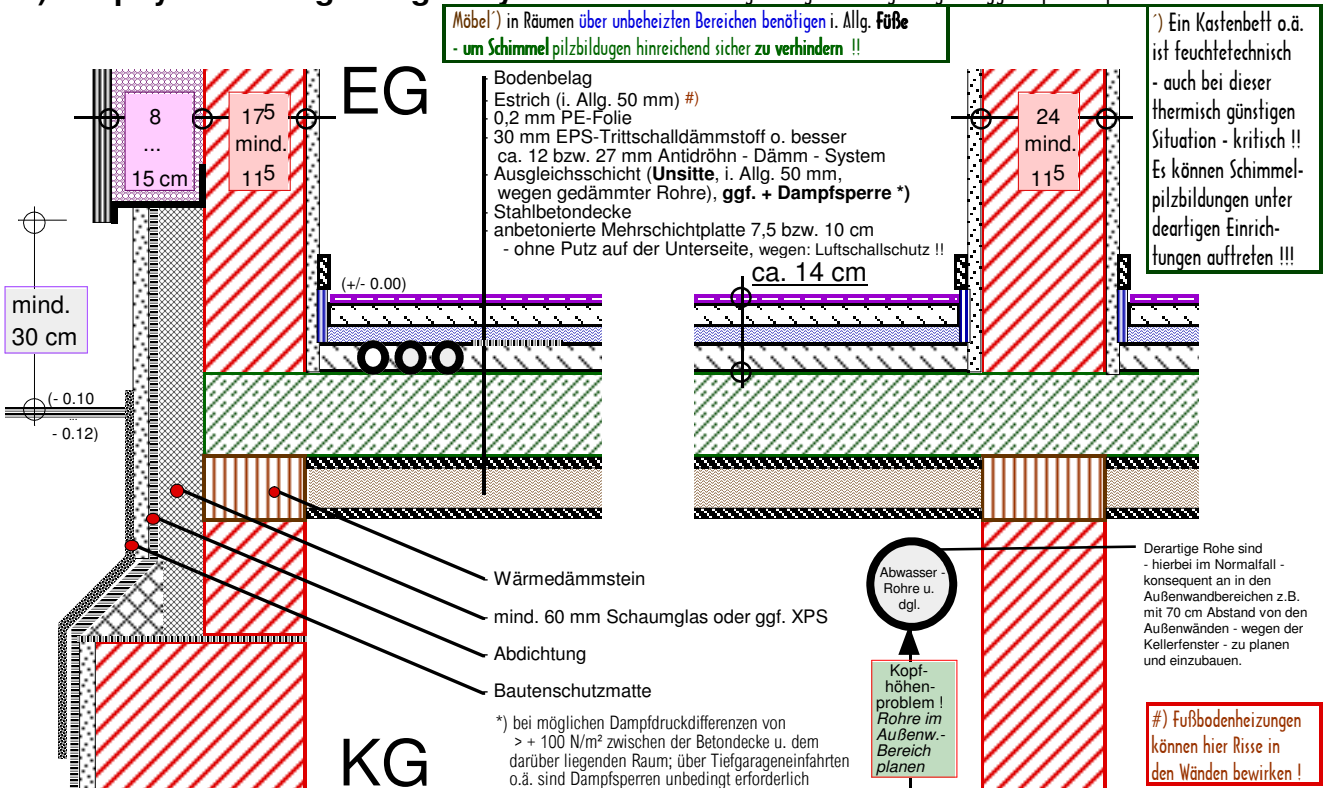 Möbel´) in Räumen über unbeheizten Bereichen benötigen i. Allg. Füße
- um Schimmel pilzbildugen hinreichend sicher zu verhindern !!
´) Ein Kastenbett o.ä.
ist feuchtetechnisch
- auch bei dieser
thermisch günstigen
Situation - kritisch !!
Es können Schimmel-
pilzbildungen unter
deartigen Einrich-
tungen auftreten !!!
EG
8
...
15 cm
17⁵
mind.
11⁵
Bodenbelag
Estrich (i. Allg. 50 mm) #)
0,2 mm PE-Folie
30 mm EPS-Trittschalldämmstoff o. besser
ca. 12 bzw. 27 mm Antidröhn - Dämm - System
Ausgleichsschicht (Unsitte, i. Allg. 50 mm,
wegen gedämmter Rohre), ggf. + Dampfsperre *)
Stahlbetondecke
anbetonierte Mehrschichtplatte 7,5 bzw. 10 cm
- ohne Putz auf der Unterseite, wegen: Luftschallschutz !!
24
mind.
11⁵
ca. 14 cm
(+/- 0.00)
mind.
30 cm
(- 0.10
...
- 0.12)
Wärmedämmstein
mind. 60 mm Schaumglas oder ggf. XPS
Abdichtung
Bautenschutzmatte
*) bei möglichen Dampfdruckdifferenzen von
> + 100 N/m² zwischen der Betondecke u. dem
darüber liegenden Raum; über Tiefgarageneinfahrten
o.ä. sind Dampfsperren unbedingt erforderlich
KG
Abwasser -
Rohre u.
dgl.
Kopf-
höhen-
problem !
Rohre im
Außenw.-
Bereich
planen
Derartige Rohe sind
- hierbei im Normalfall -
konsequent an in den
Außenwandbereichen z.B.
mit 70 cm Abstand von den
Außenwänden - wegen der
Kellerfenster - zu planen
und einzubauen.
#) Fußbodenheizungen
können hier Risse in
den Wänden bewirken !